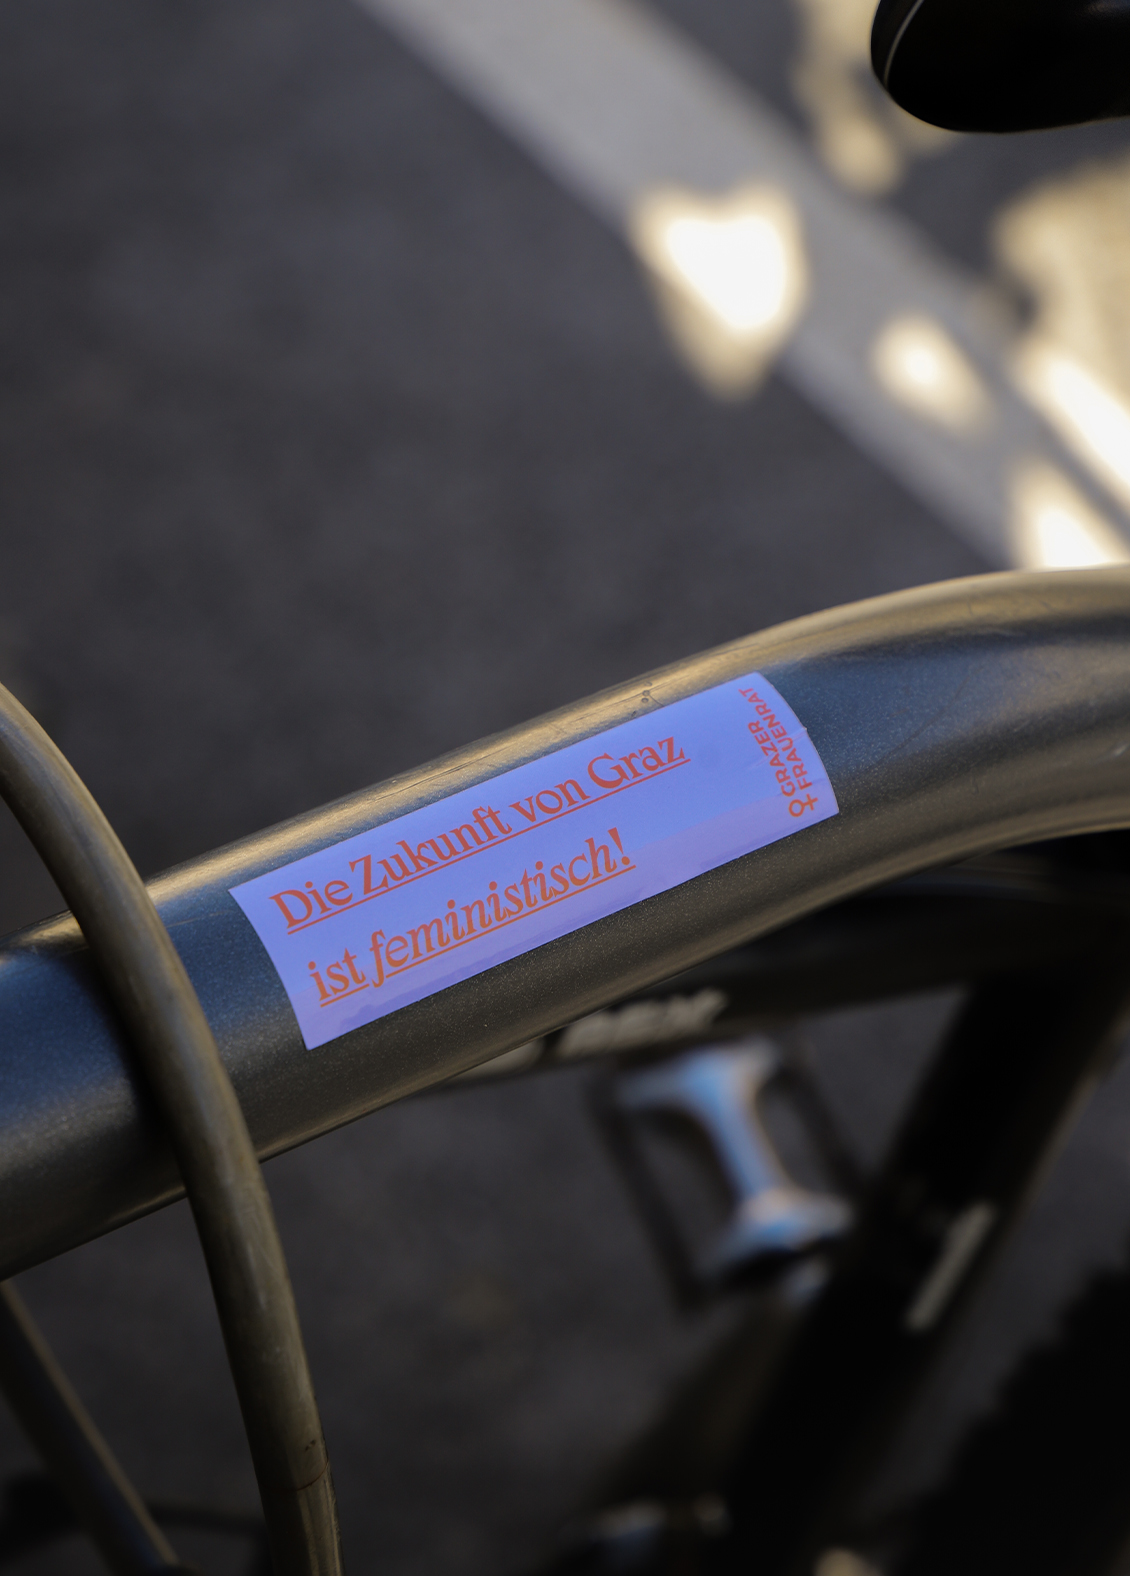 Die Zukunft von Graz
ist feministisch!
GRAZER
FRAUENRAT